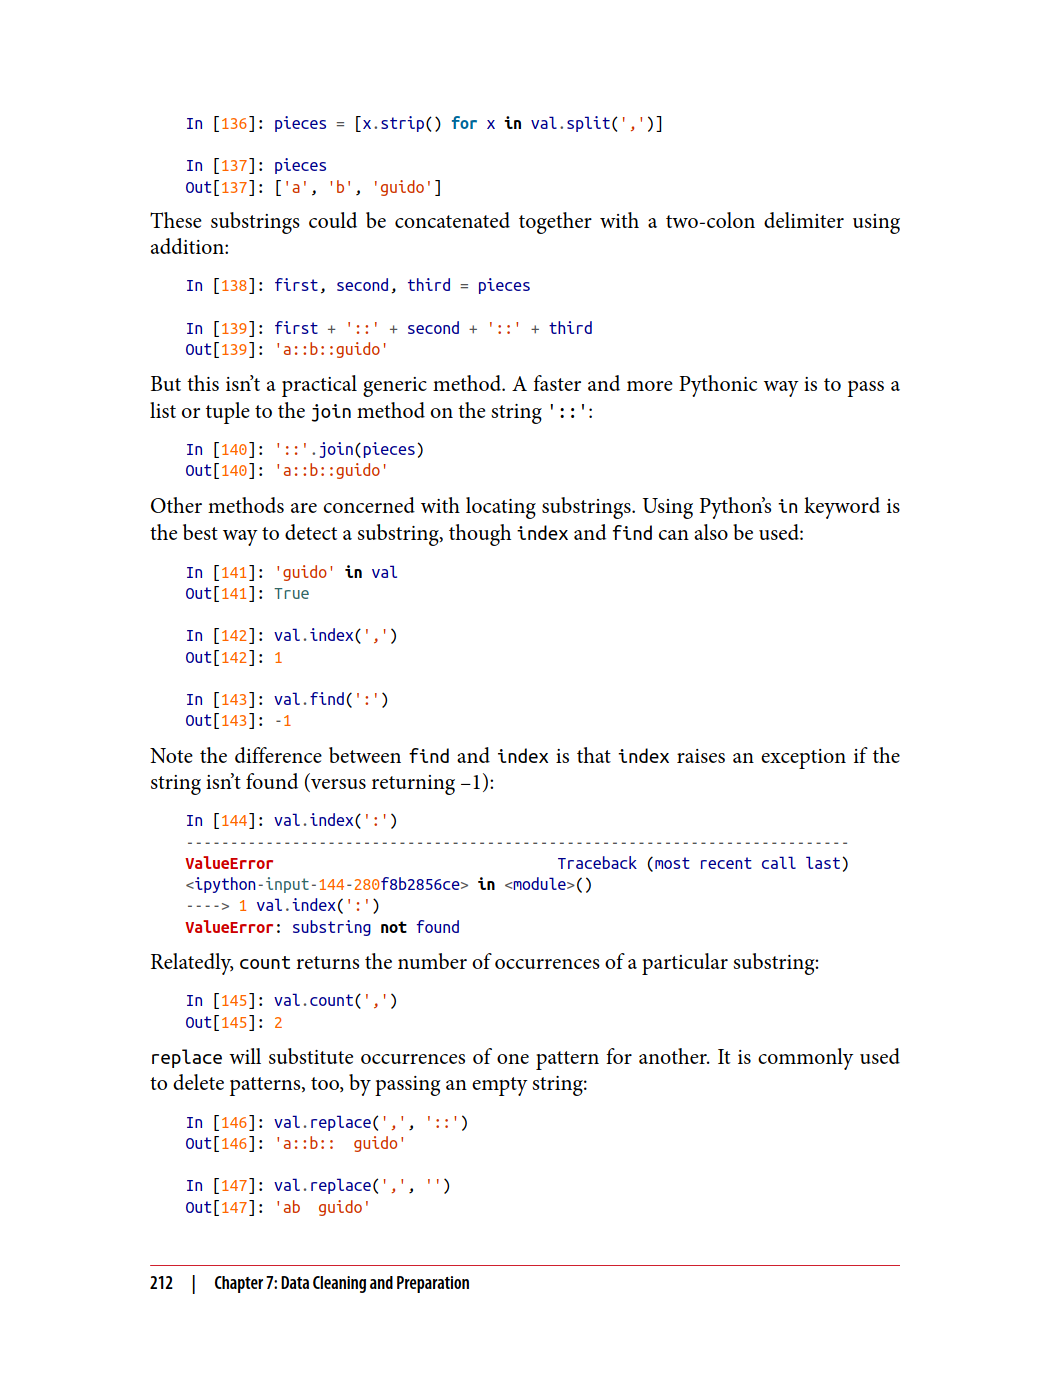 In [136]: pieces = [x.strip() for x in val.split(',')]
In [137]: pieces
Out[137]: ['a', 'b', 'guido']
These substrings could be concatenated together with a two-colon delimiter using
addition:
In [138]: first, second, third = pieces
In [139]: first + '::' + second + '::' + third
Out[139]: 'a::b::guido'
But this isn’t a practical generic method. A faster and more Pythonic way is to pass a
list or tuple to the join method on the string '::':
In [140]: '::'.join(pieces)
Out[140]: 'a::b::guido'
Other methods are concerned with locating substrings. Using Python’s in keyword is
the best way to detect a substring, though index and find can also be used:
In [141]: 'guido' in val
Out[141]: True
In [142]: val.index(',')
Out[142]: 1
In [143]: val.find(':')
Out[143]: -1
Note the difference between find and index is that index raises an exception if the
string isn’t found (versus returning –1):
In [144]: val.index(':')
---------------------------------------------------------------------------
ValueError                                Traceback (most recent call last)
<ipython-input-144-280f8b2856ce> in <module>()
----> 1 val.index(':')
ValueError: substring not found
Relatedly, count returns the number of occurrences of a particular substring:
In [145]: val.count(',')
Out[145]: 2
replace will substitute occurrences of one pattern for another. It is commonly used
to delete patterns, too, by passing an empty string:
In [146]: val.replace(',', '::')
Out[146]: 'a::b::  guido'
In [147]: val.replace(',', '')
Out[147]: 'ab  guido'
212 | Chapter 7: Data Cleaning and Preparation